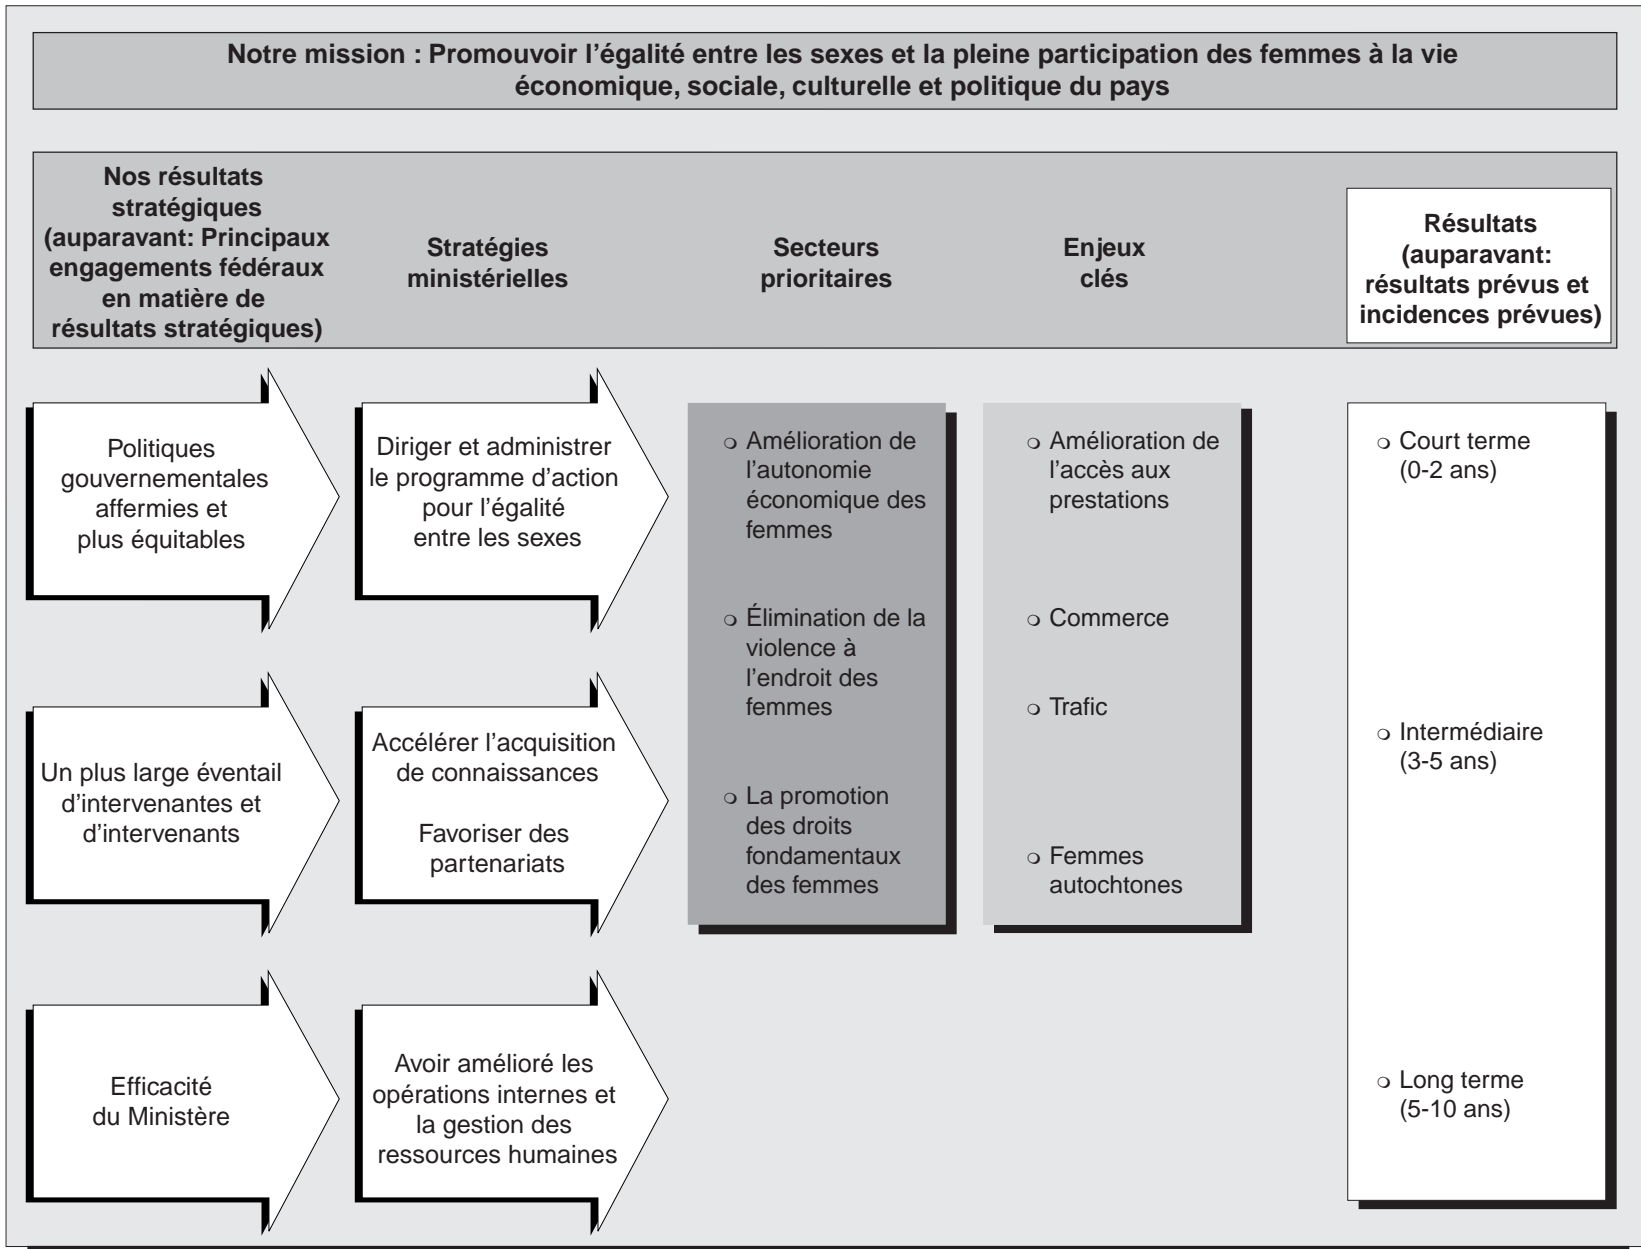 Notre mission : Promouvoir l’égalité entre les sexes et la pleine participation des femmes à la vie
économique, sociale, culturelle et politique du pays
Nos résultats
stratégiques
(auparavant: Principaux
engagements fédéraux
en matière de
résultats stratégiques)
Stratégies
ministérielles
Secteurs
prioritaires
Enjeux
clés
Résultats
(auparavant:
résultats prévus et
incidences prévues)
Politiques
gouvernementales
affermies et
plus équitables
Diriger et administrer
le programme d’action
pour l’égalité
entre les sexes
Un plus large éventail
d’intervenantes et
d’intervenants
Accélérer l’acquisition
de connaissances
Favoriser des
partenariats
Efficacité
du Ministère
Avoir amélioré les
opérations internes et
la gestion des
ressources humaines
❍ Amélioration de
l’autonomie
économique des
femmes
❍ Élimination de la
violence à
l’endroit des
femmes
❍ La promotion
des droits
fondamentaux
des femmes
❍ Amélioration de
l’accès aux
prestations
❍ Commerce
❍ Trafic
❍ Femmes
autochtones
❍ Court terme
(0-2 ans)
❍ Intermédiaire
(3-5 ans)
❍ Long terme
(5-10 ans)